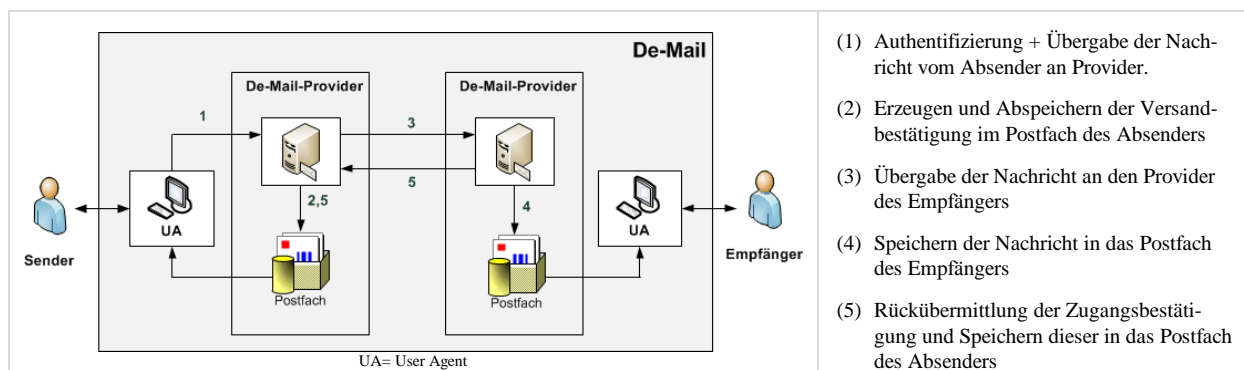 De-Mail
De-Mail-Provider
De-Mail-Provider
1
3
5
2,5
4
UA
UA
Sender
Empfänger
Postfach
Postfach
UA= User Agent
(1) Authentifizierung + Übergabe der Nach-
richt vom Absender an Provider.
(2) Erzeugen und Abspeichern der Versand-
bestätigung im Postfach des Absenders
(3) Übergabe der Nachricht an den Provider
des Empfängers
(4) Speichern der Nachricht in das Postfach
des Empfängers
(5) Rückübermittlung der Zugangsbestäti-
gung und Speichern dieser in das Postfach
des Absenders